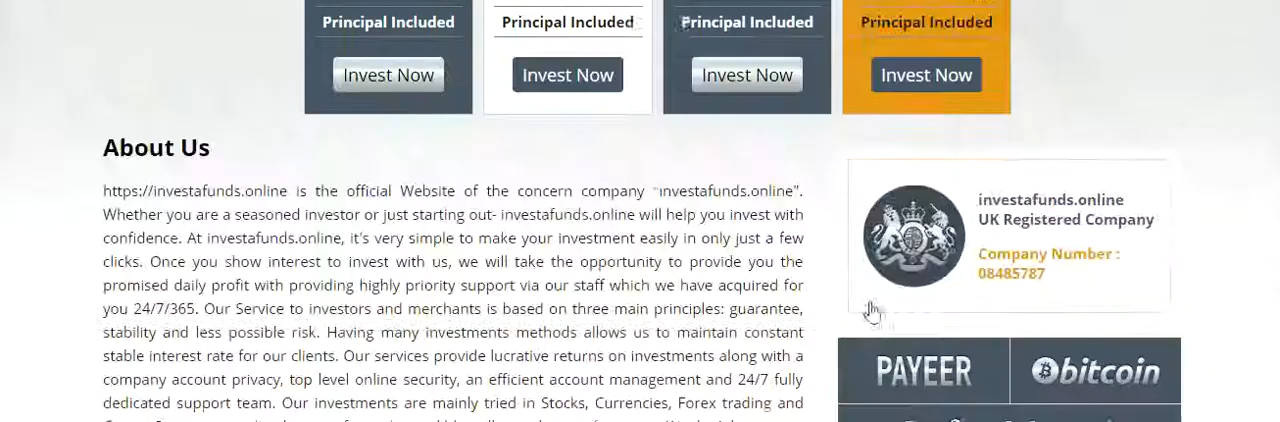 Principal Included
Principal Included
Principal Included
Principal Included
Invest Now
Invest Now
Invest Now
Invest Now
About Us
https://investafunds.online is the official Website of the concern company "investafunds.online".
Whether you are a seasoned investor or just starting out- investafunds.online will help you invest with
confidence. At investafunds.online, it's very simple to make your investment easily in only just a few
clicks. Once you show interest to invest with us, we will take the opportunity to provide you the
promised daily profit with providing highly priority support via our staff which we have acquired for
you 24/7/365. Our Service to investors and merchants is based on three main principles: guarantee,
stability and less possible risk. Having many investments methods allows us to maintain constant
stable interest rate for our clients. Our services provide lucrative returns on investments along with a
company account privacy, top level online security, an efficient account management and 24/7 fully
dedicated support team. Our investments are mainly tried in Stocks, Currencies, Forex trading and
investafunds.online
UK Registered Company
Company Number :
08485787
PAYEER
bitcoin